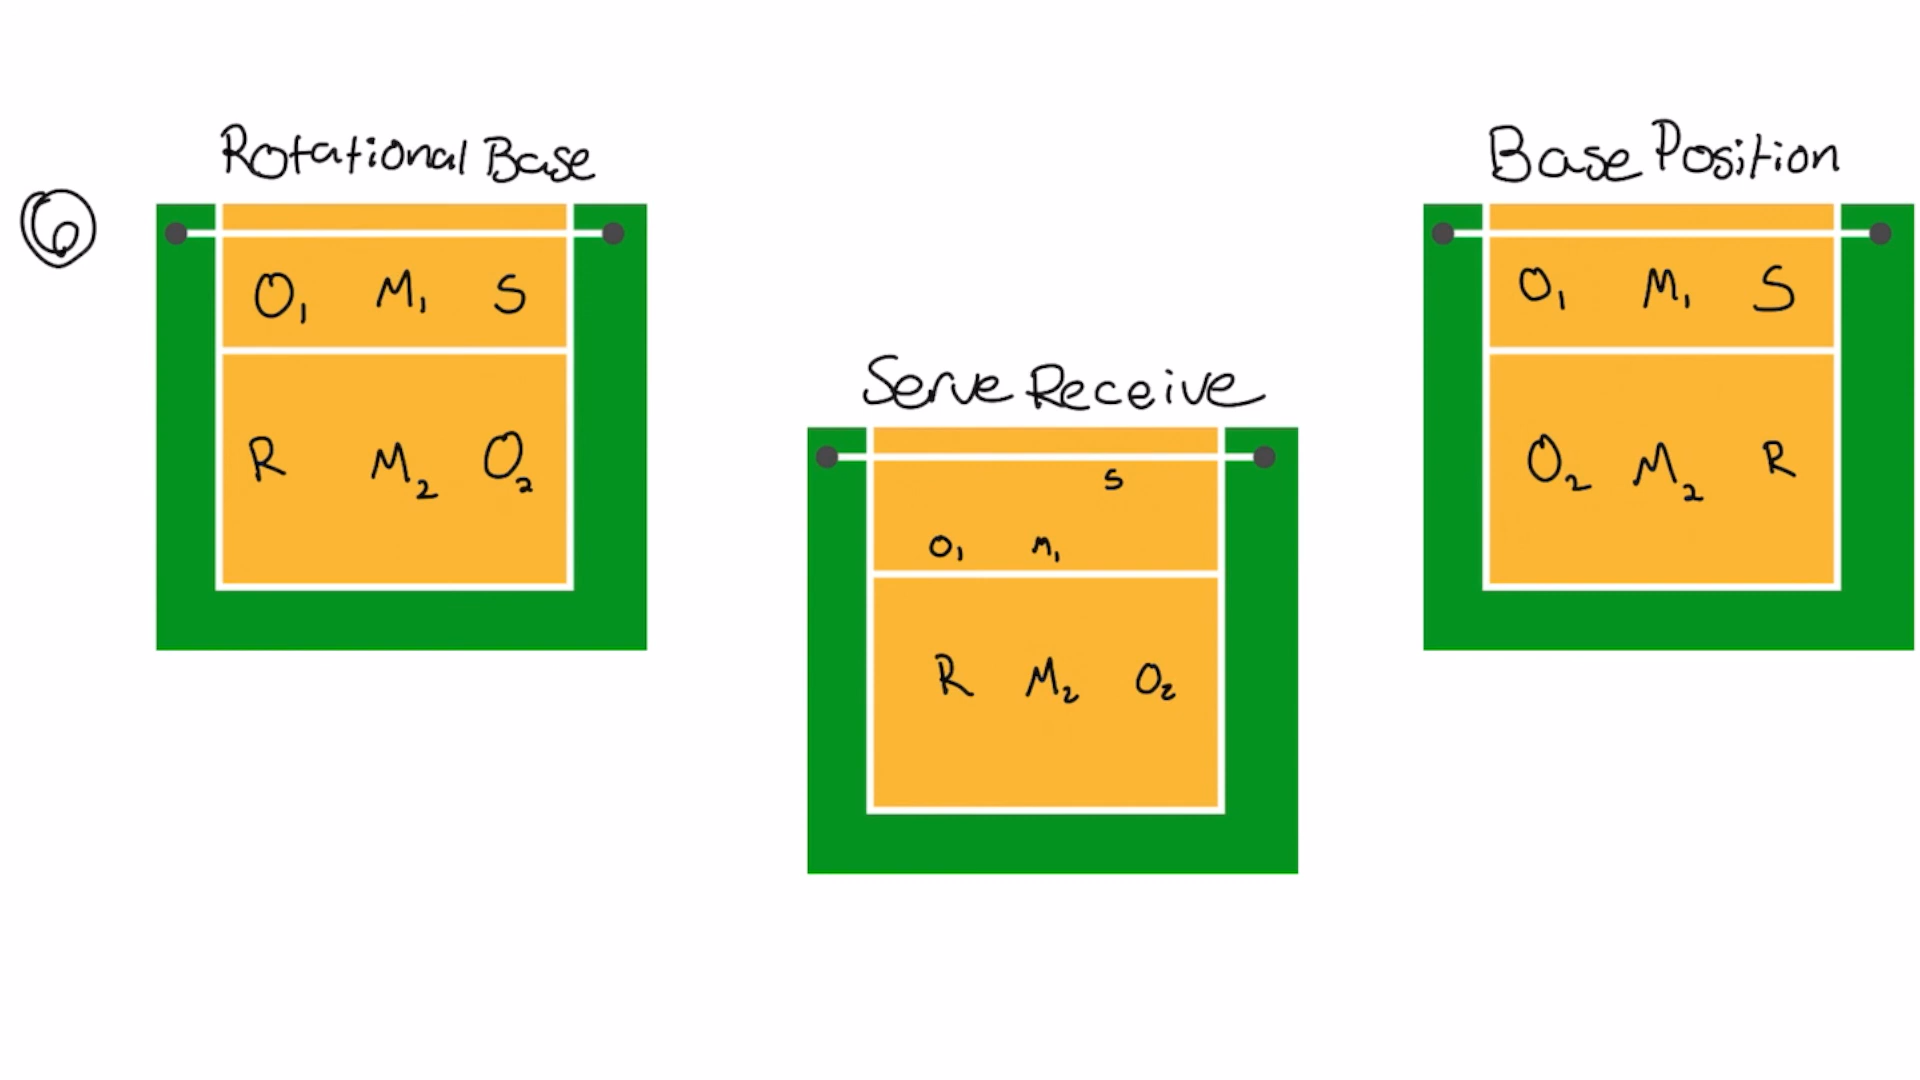 6
Rotational Base
O₁ M₁ S
R M₂ O₂
Serve Receive
S
O₁ M₁
R M₂ O₂
Base Position
O₁ M₁ S
O₂ M₂ R